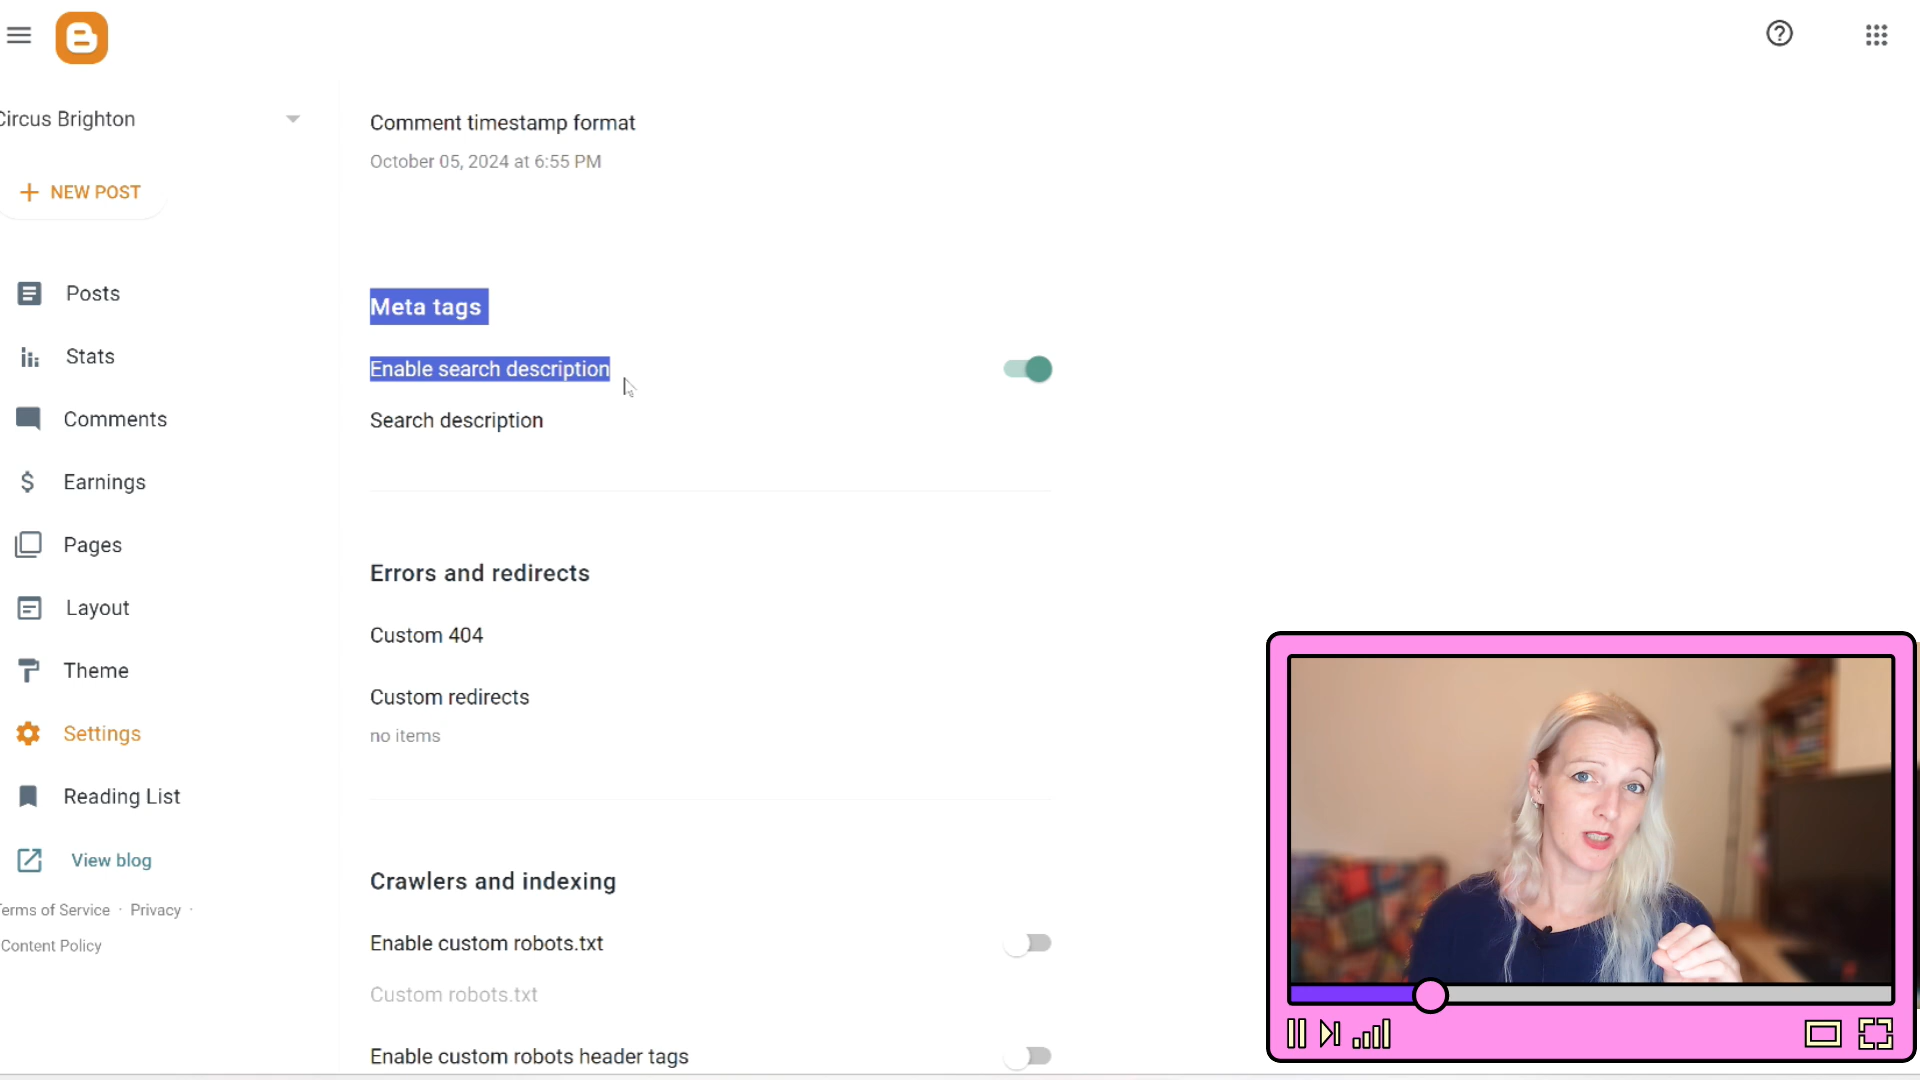 Circus Brighton
NEW POST
Posts
Stats
Comments
Earnings
Pages
Layout
Theme
Settings
Reading List
View blog
Terms of Service · Privacy ·
Content Policy
Comment timestamp format
October 05, 2024 at 6:55 PM
Meta tags
Enable search description
Search description
Errors and redirects
Custom 404
Custom redirects
no items
Crawlers and indexing
Enable custom robots.txt
Custom robots.txt
Enable custom robots header tags